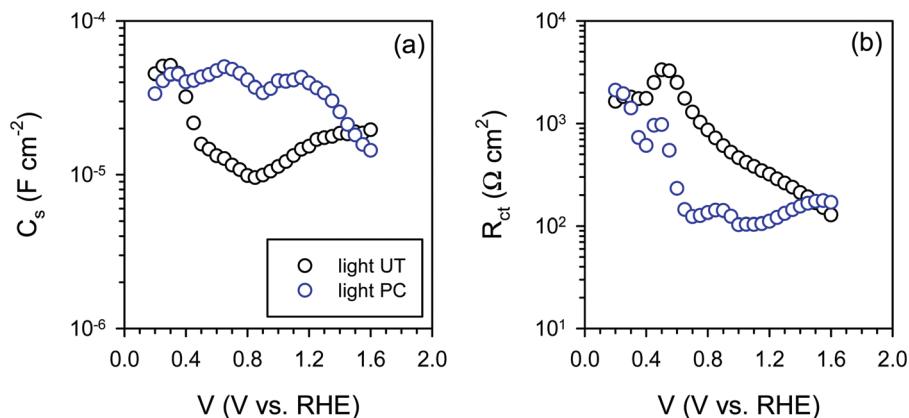 (a)
C_s (F cm⁻²)
10⁻⁴
10⁻⁵
10⁻⁶
light UT
light PC
0.0 0.4 0.8 1.2 1.6 2.0
V (V vs. RHE)
(b)
R_ct (Ω cm²)
10⁴
10³
10²
10¹
0.0 0.4 0.8 1.2 1.6 2.0
V (V vs. RHE)